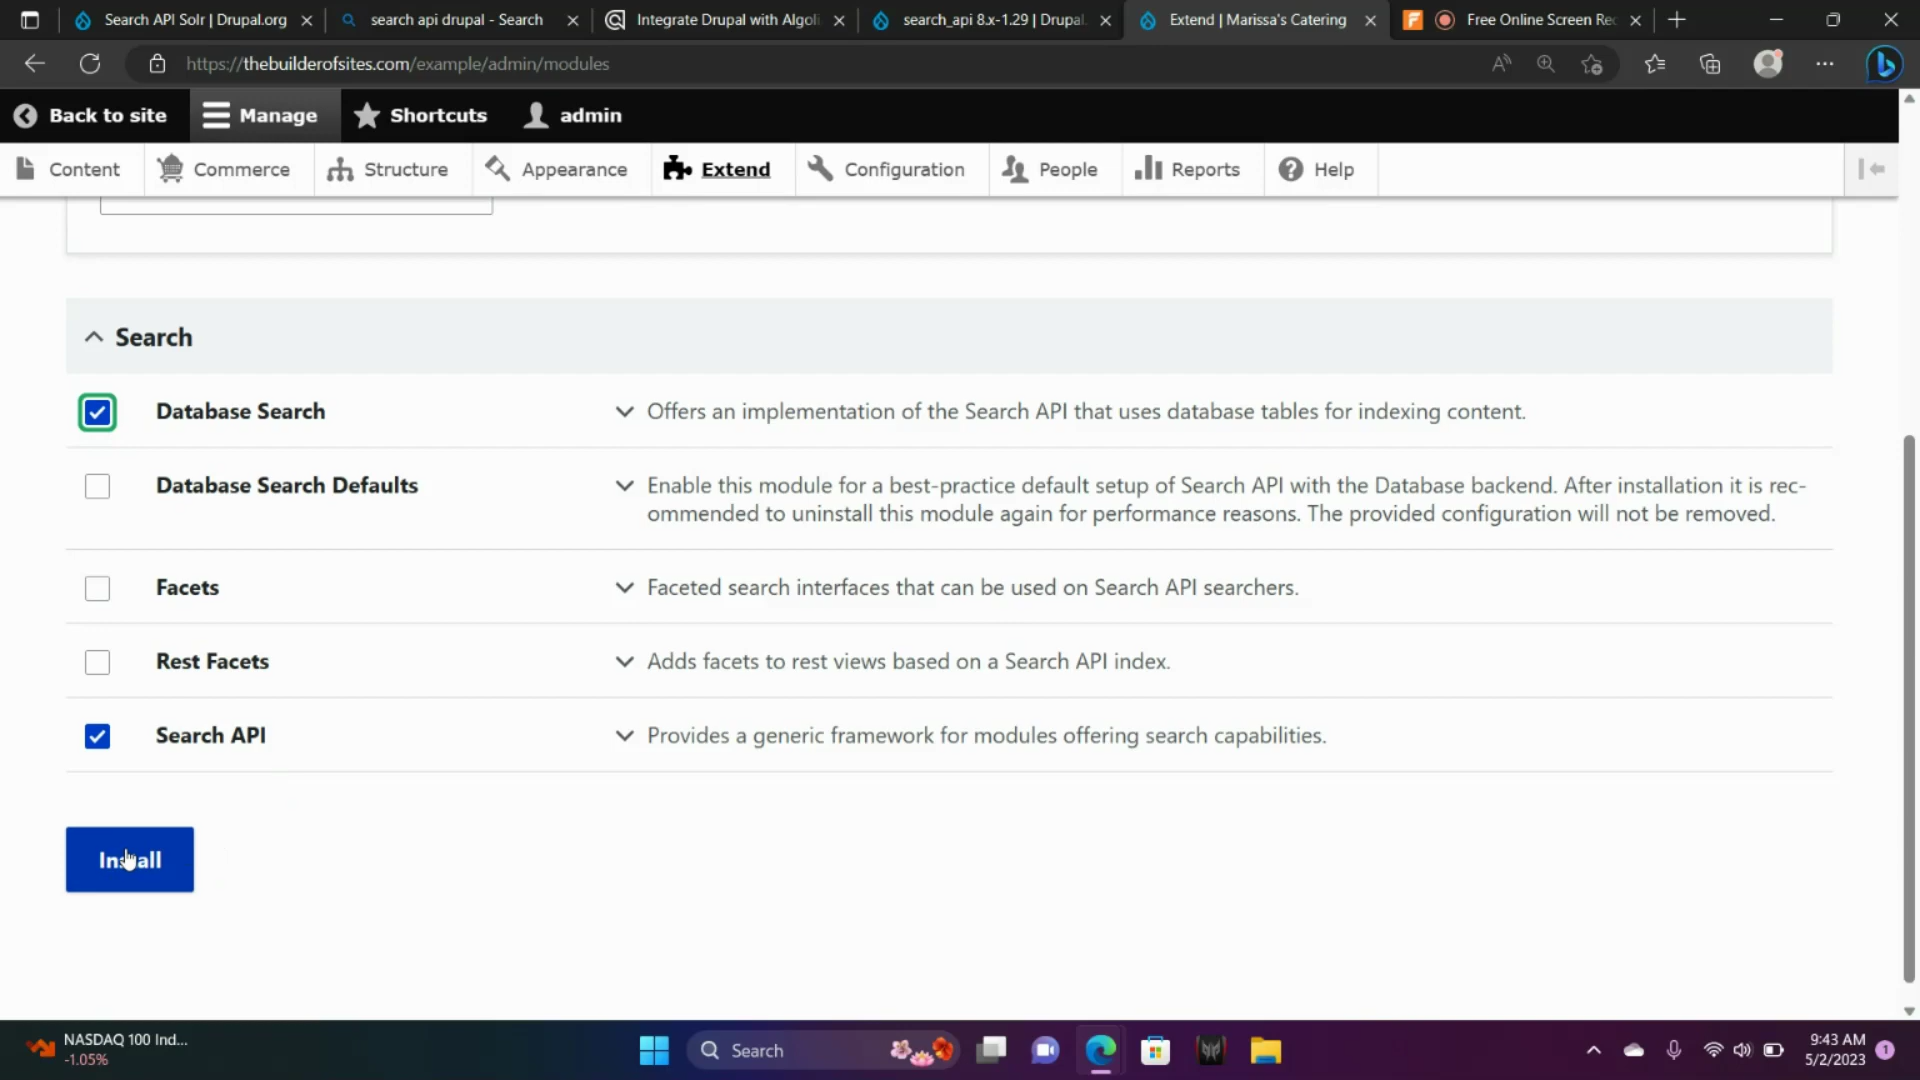 Search API Solr | Drupal.org
search api drupal - Search
Integrate Drupal with Algoli
search_api 8.x-1.29 | Drupal.
Extend | Marissa's Catering
Free Online Screen Rec
https://thebuilderofsites.com/example/admin/modules
Back to site
Manage
Shortcuts
admin
Content
Commerce
Structure
Appearance
Extend
Configuration
People
Reports
Help
Search
Database Search
Offers an implementation of the Search API that uses database tables for indexing content.
Database Search Defaults
Enable this module for a best-practice default setup of Search API with the Database backend. After installation it is rec-
ommended to uninstall this module again for performance reasons. The provided configuration will not be removed.
Facets
Faceted search interfaces that can be used on Search API searchers.
Rest Facets
Adds facets to rest views based on a Search API index.
Search API
Provides a generic framework for modules offering search capabilities.
Install
NASDAQ 100 Ind...
-1.05%
Search
9:43 AM
5/2/2023
1